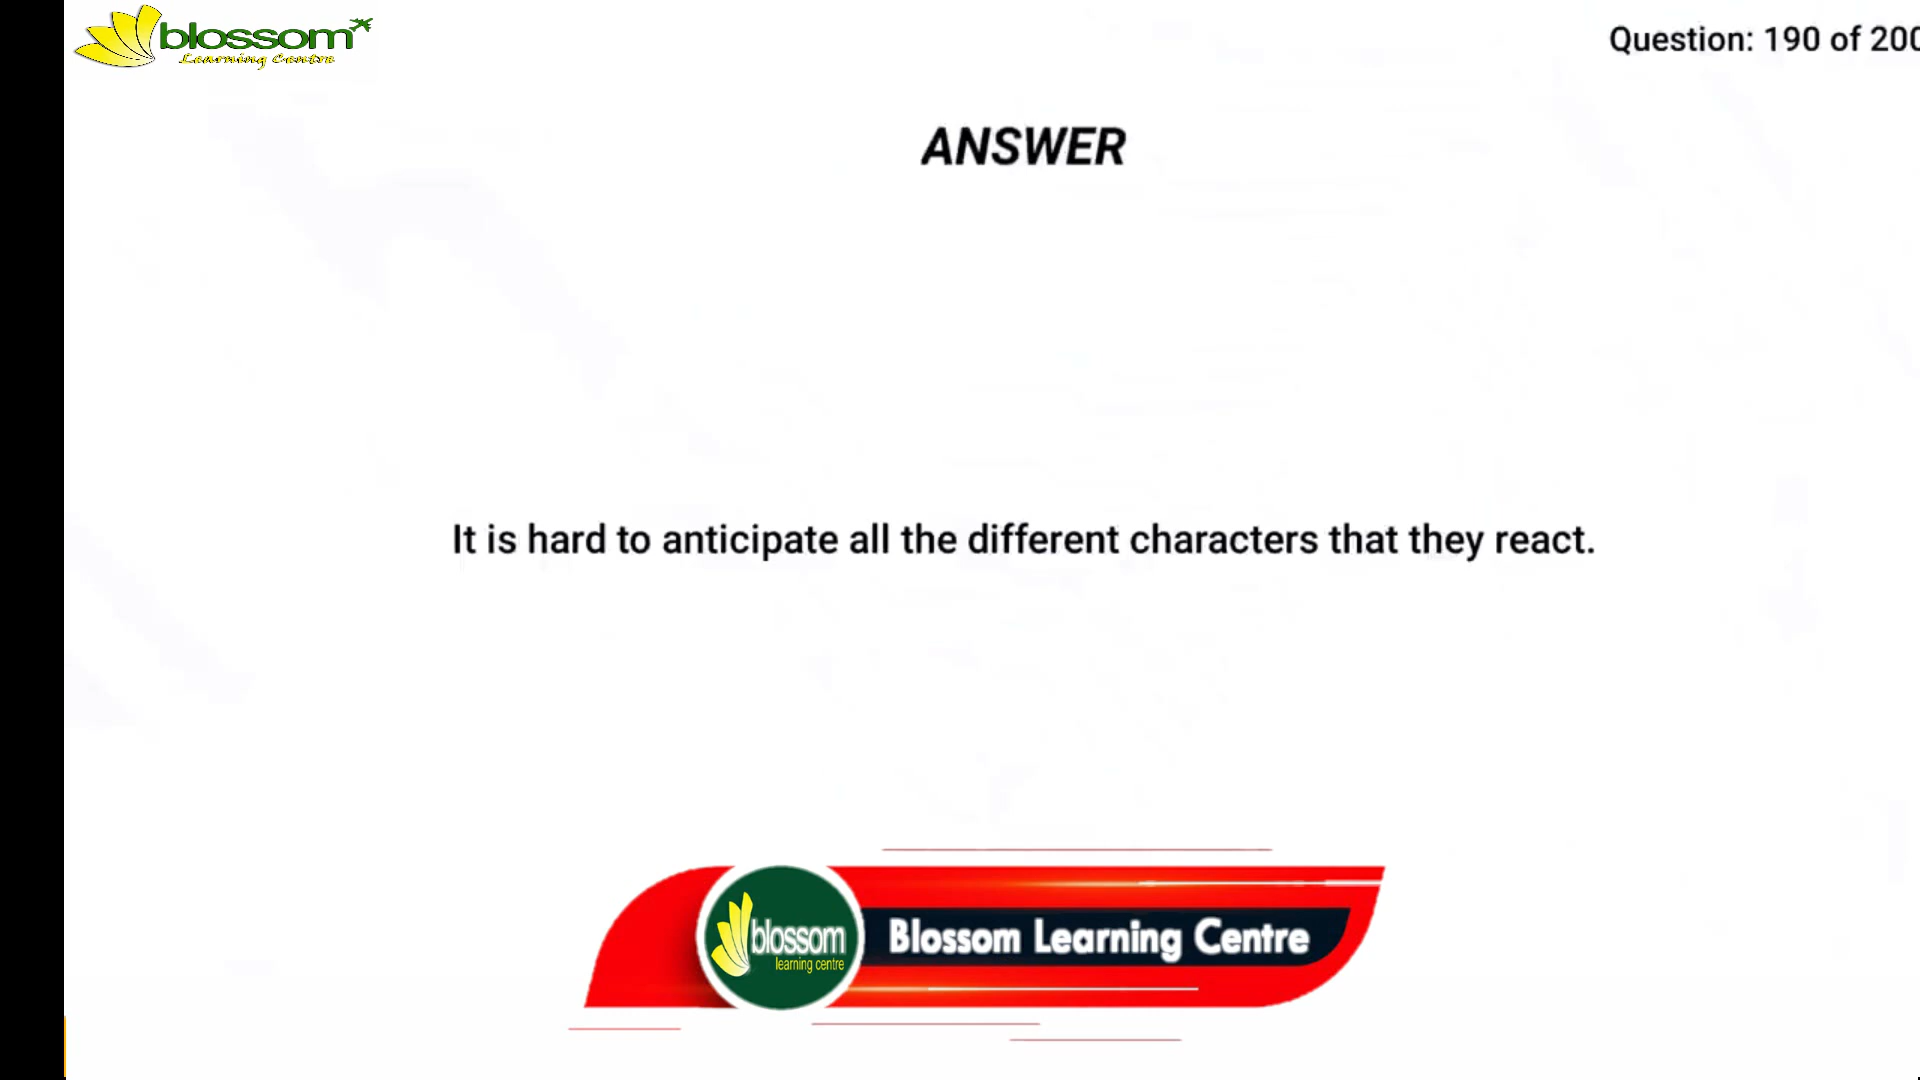 blossom
Learning Centre
Question: 190 of 200
ANSWER
It is hard to anticipate all the different characters that they react.
blossom
learning centre
Blossom Learning Centre